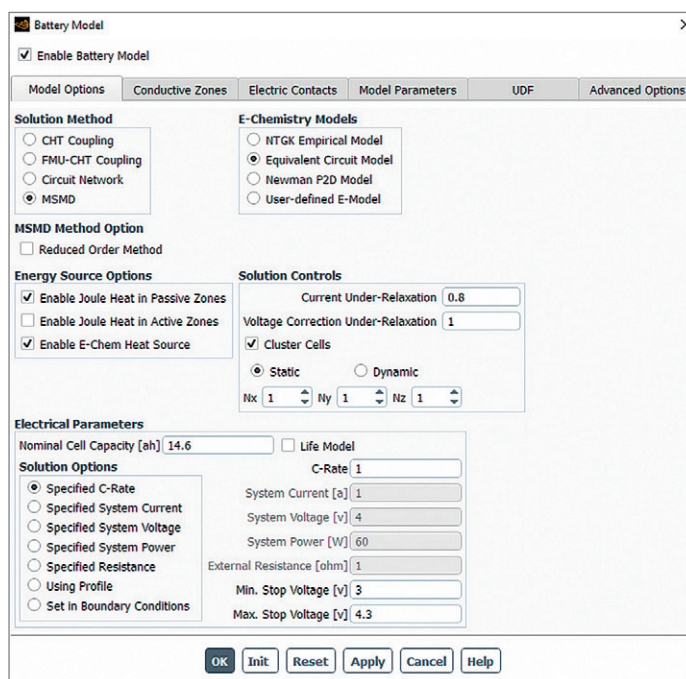 Battery Model
Enable Battery Model
Model Options Conductive Zones Electric Contacts Model Parameters UDF Advanced Options
Solution Method
CHT Coupling
FMU-CHT Coupling
Circuit Network
MSMD
E-Chemistry Models
NTGK Empirical Model
Equivalent Circuit Model
Newman P2D Model
User-defined E-Model
MSMD Method Option
Reduced Order Method
Energy Source Options
Enable Joule Heat in Passive Zones
Enable Joule Heat in Active Zones
Enable E-Chem Heat Source
Solution Controls
Current Under-Relaxation 0.8
Voltage Correction Under-Relaxation 1
Cluster Cells
Static Dynamic
Nx 1 Ny 1 Nz 1
Electrical Parameters
Nominal Cell Capacity [ah] 14.6 Life Model
Solution Options
Specified C-Rate
Specified System Current
Specified System Voltage
Specified System Power
Specified Resistance
Using Profile
Set in Boundary Conditions
C-Rate 1
System Current [a] 1
System Voltage [v] 4
System Power [W] 60
External Resistance [ohm] 1
Min. Stop Voltage [v] 3
Max. Stop Voltage [v] 4.3
OK Init Reset Apply Cancel Help